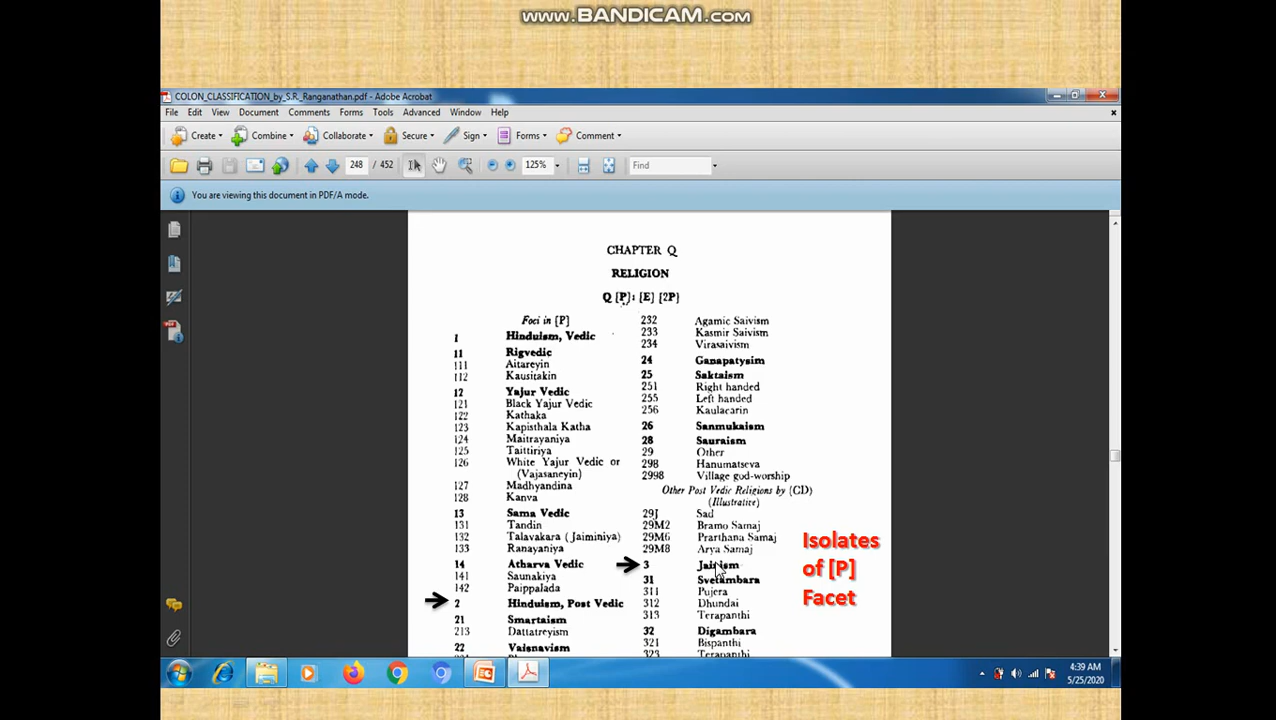 www.BANDICAM.com
COLON_CLASSIFICATION_by_S.R._Ranganathan.pdf - Adobe Acrobat
File Edit View Document Comments Forms Tools Advanced Window Help
Create Combine Collaborate Secure Sign Forms Comment
248 / 452 125% Find
You are viewing this document in PDF/A mode.
CHAPTER Q
RELIGION
Q [P]: [E] [2P]
Foci in [P]
1 Hinduism, Vedic
11 Rigvedic
111 Aitareyin
112 Kausitakin
12 Yajur Vedic
121 Black Yajur Vedic
122 Kathaka
123 Kapisthala Katha
124 Maitrayaniya
125 Taittiriya
126 White Yajur Vedic or
(Vajasaneyin)
127 Madhyandina
128 Kanva
13 Sama Vedic
131 Tandin
132 Talavakara (Jaiminiya)
133 Ranayaniya
14 Atharva Vedic
141 Saunakiya
142 Paippalada
2 Hinduism, Post Vedic
21 Smartaism
213 Dattatreyism
22 Vaisnavism
232 Agamic Saivism
233 Kasmir Saivism
234 Virasaivism
24 Ganapatysim
25 Saktaism
251 Right handed
255 Left handed
256 Kaulacarin
26 Sanmukaism
28 Sauraism
29 Other
298 Hanumatseva
2998 Village god-worship
Other Post Vedic Religions by (CD)
(Illustrative)
29J Sad
29M2 Bramo Samaj
29M6 Prarthana Samaj
29M8 Arya Samaj
3 Jainism
31 Svetambara
311 Pujera
312 Dhundai
313 Terapanthi
32 Digambara
321 Bispanthi
323 Terapanthi
Isolates
of [P]
Facet
4:39 AM
5/25/2020